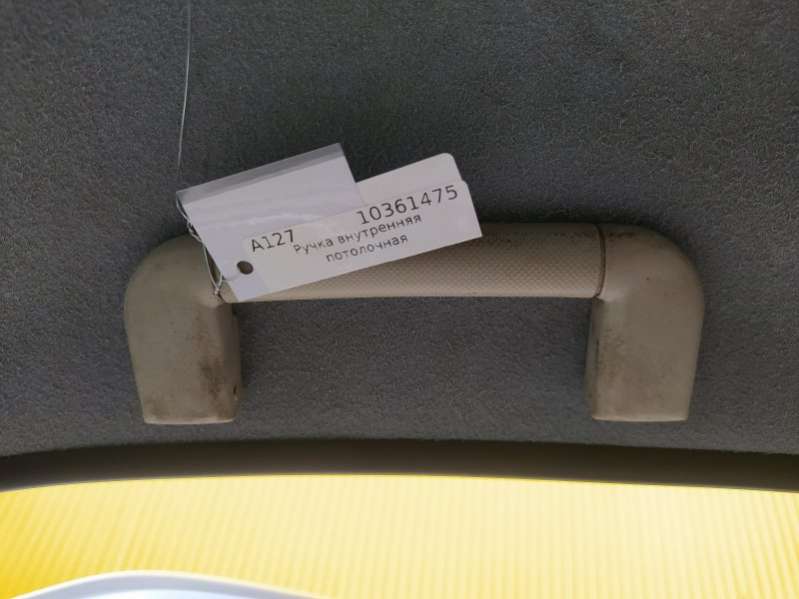 A127 10361475
Ручка внутренняя
потолочная